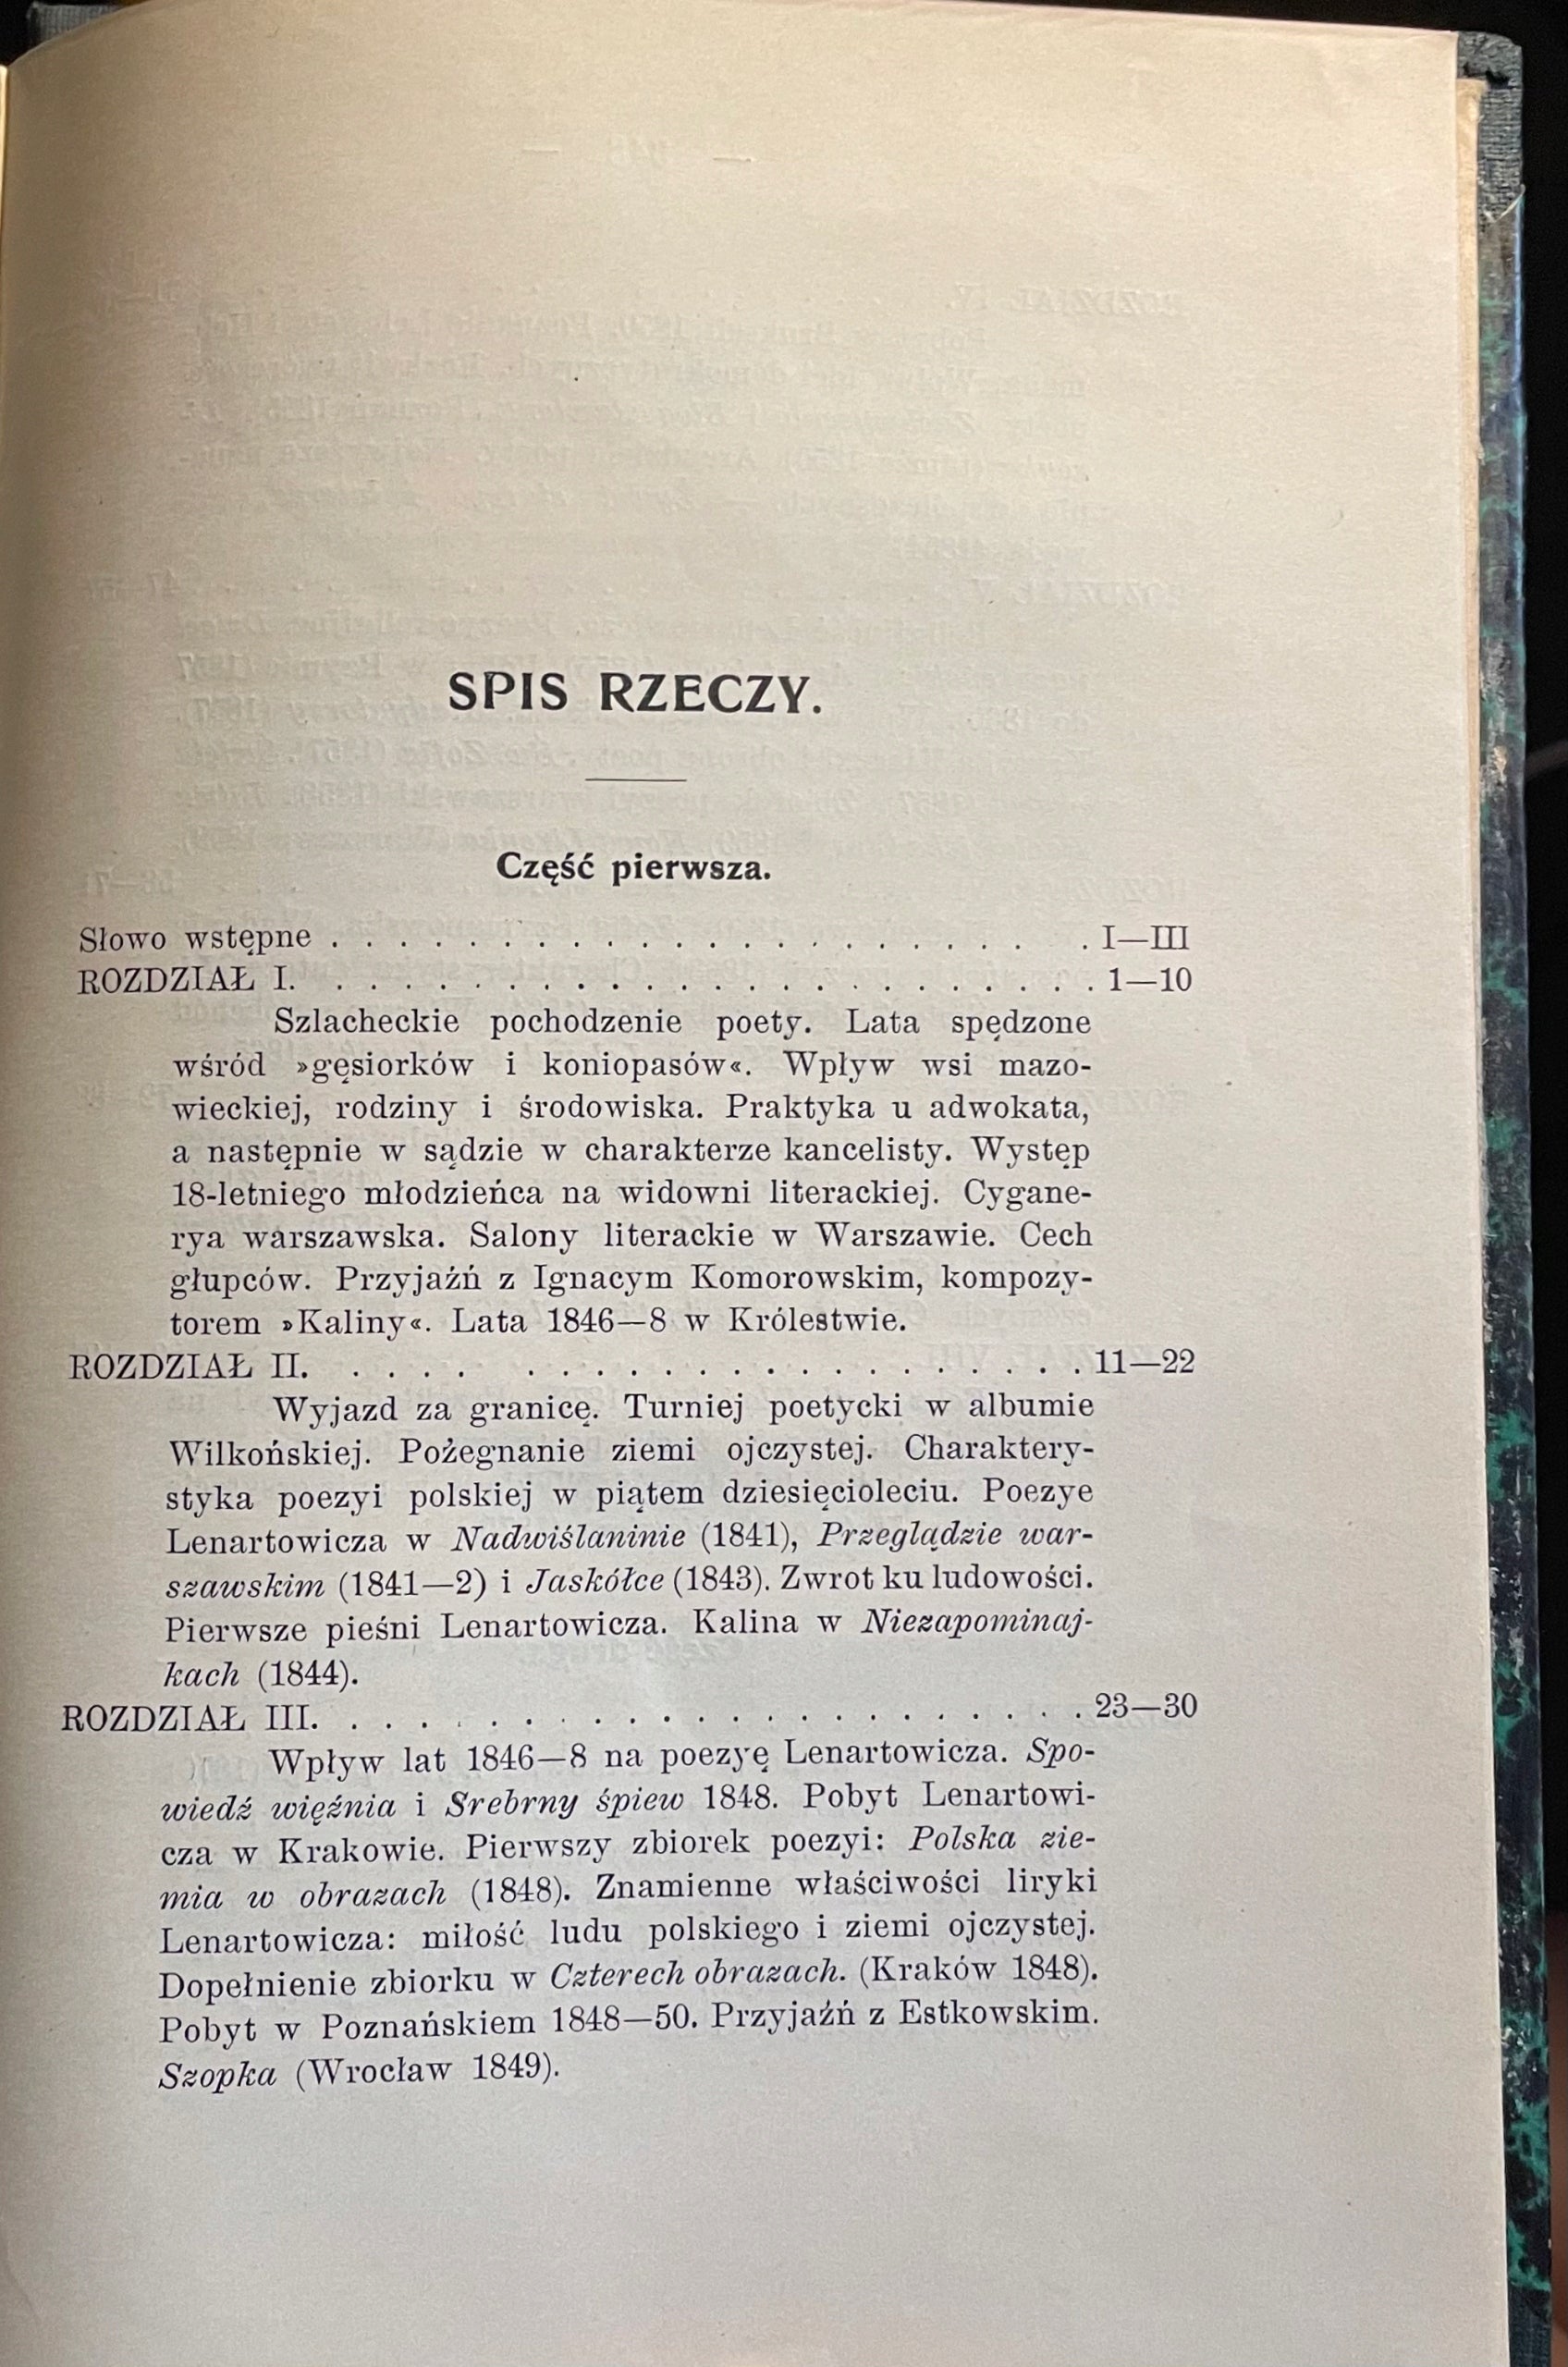 SPIS RZECZY.
Część pierwsza.
Słowo wstępne . . . . . . . . . . . . . . . . . . . . . . I—III
ROZDZIAŁ I. . . . . . . . . . . . . . . . . . . . . . . . 1—10
Szlacheckie pochodzenie poety. Lata spędzone
wśród »gęsiorków i koniopasów«. Wpływ wsi mazo-
wieckiej, rodziny i środowiska. Praktyka u adwokata,
a następnie w sądzie w charakterze kancelisty. Występ
18-letniego młodzieńca na widowni literackiej. Cygane-
rya warszawska. Salony literackie w Warszawie. Cech
głupców. Przyjaźń z Ignacym Komorowskim, kompozy-
torem »Kaliny«. Lata 1846—8 w Królestwie.
ROZDZIAŁ II. . . . . . . . . . . . . . . . . . . . . . 11—22
Wyjazd za granicę. Turniej poetycki w albumie
Wilkońskiej. Pożegnanie ziemi ojczystej. Charaktery-
styka poezyi polskiej w piątem dziesięcioleciu. Poezye
Lenartowicza w Nadwiślaninie (1841), Przeglądzie war-
szawskim (1841—2) i Jaskółce (1843). Zwrot ku ludowości.
Pierwsze pieśni Lenartowicza. Kalina w Niezapominaj-
kach (1844).
ROZDZIAŁ III. . . . . . . . . . . . . . . . . . . . . . . 23—30
Wpływ lat 1846—8 na poezyę Lenartowicza. Spo-
wiedź więźnia i Srebrny śpiew 1848. Pobyt Lenartowi-
cza w Krakowie. Pierwszy zbiorek poezyi: Polska zie-
mia w obrazach (1848). Znamienne właściwości liryki
Lenartowicza: miłość ludu polskiego i ziemi ojczystej.
Dopełnienie zbiorku w Czterech obrazach. (Kraków 1848).
Pobyt w Poznańskiem 1848—50. Przyjaźń z Estkowskim.
Szopka (Wrocław 1849).